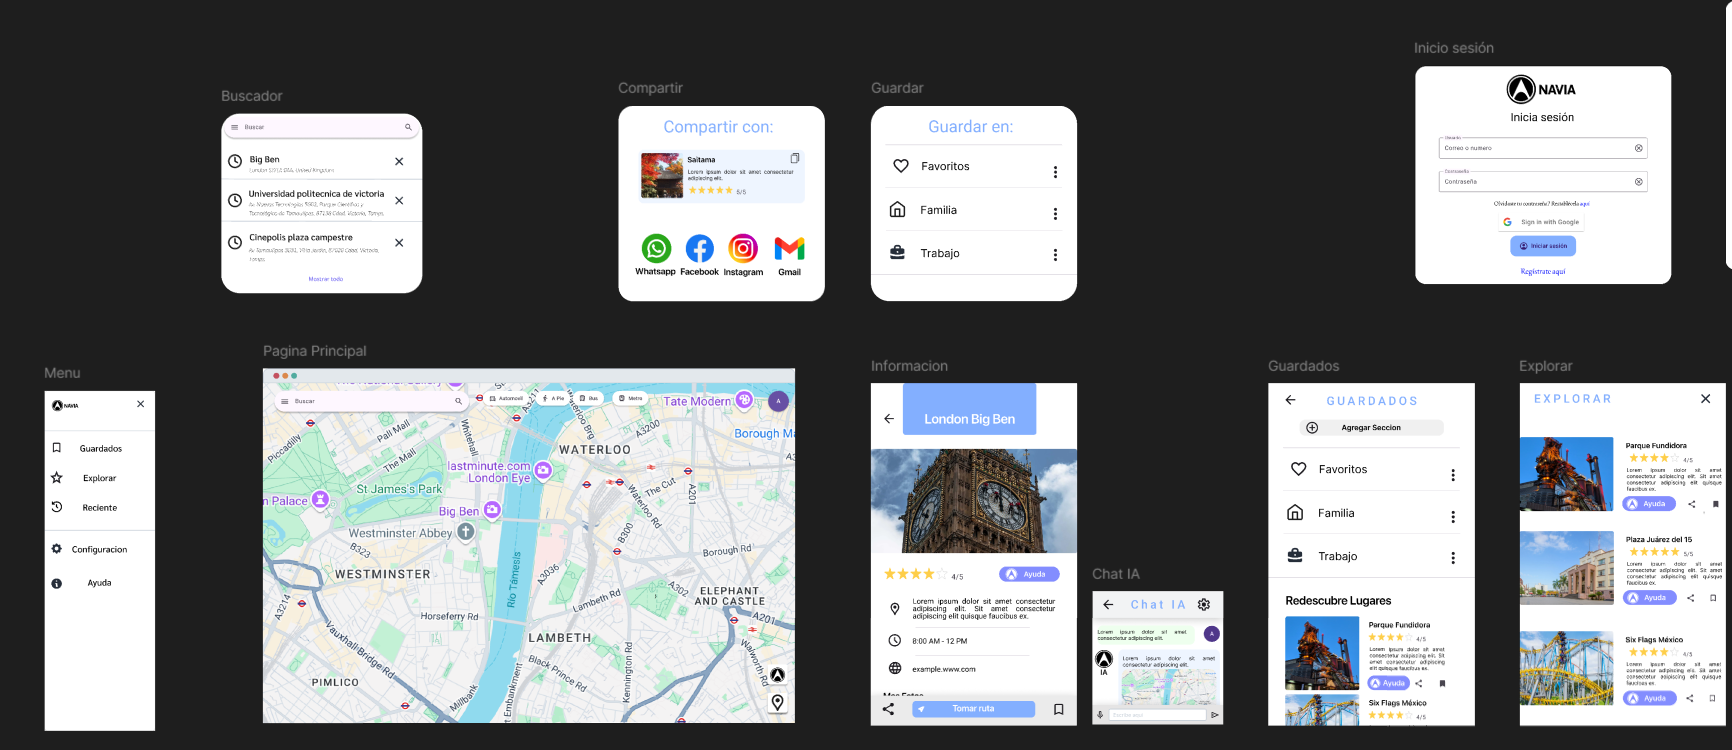 Inicio sesión
NAVIA
Inicia sesión
Usuario
Correo o numero
Contraseña
Contraseña
Olvidaste tu contraseña? Restablécela aquí
Sign in with Google
Iniciar sesión
Regístrate aquí
Buscador
Buscar
Big Ben
London SW1A 0AA, United Kingdom
Universidad politecnica de victoria
Av. Nuevas Tecnologías 5902, Parque Científico y
Tecnológico de Tamaulipas, 87138 Cdad. Victoria, Tamps.
Cinepolis plaza campestre
Mostrar todo
Compartir
Compartir con:
Saitama
Lorem ipsum dolor sit amet consectetur
adipiscing elit.
5/5
Whatsapp
Facebook
Instagram
Gmail
Guardar
Guardar en:
Favoritos
Familia
Trabajo
Menu
NAVIA
Guardados
Explorar
Reciente
Configuracion
Ayuda
Pagina Principal
Buscar
Automovil
A Pie
Bus
Metro
A
Tate Modern
Borough
A3211
A3200
Waterloo Brg
WATERLOO
Piccadilly
Pall Mall
The Mall
Whitehall
lastminute.com
London Eye
St James's Park
n Palace
The Cut
Waterloo Rd
A201
Big Ben
Westminster Abbey
B323
B300
Borough Rd
WESTMINSTER
A3036
Río Támesis
Lambeth Rd
ELEPHANT
AND CASTLE
A3214
Horseferry Rd
LAMBETH
Vauxhall Bridge Rd
Black Prince Rd
Kennington Rd
Walworth Rd
PIMLICO
Millbank
t Embankment
Informacion
London Big Ben
4/5
Ayuda
Lorem ipsum dolor sit amet consectetur
adipiscing elit. Sit amet consectetur
adipiscing elit quisque faucibus ex.
8:00 AM - 12 PM
example.www.com
Mas Fotos
Tomar ruta
Chat IA
Chat IA
Lorem ipsum dolor sit amet
consectetur adipiscing elit.
A
Lorem ipsum dolor sit amet
consectetur adipiscing elit.
IA
Escribe aquí
Guardados
GUARDADOS
Agregar Seccion
Favoritos
Familia
Trabajo
Redescubre Lugares
Parque Fundidora
4/5
Lorem ipsum dolor sit amet
consectetur adipiscing elit. Sit
amet consectetur adipiscing
elit quisque faucibus ex.
Ayuda
Six Flags México
4/5
Explorar
EXPLORAR
Parque Fundidora
4/5
Lorem ipsum dolor sit amet
consectetur adipiscing elit. Sit amet
consectetur adipiscing elit quisque
faucibus ex.
Ayuda
Plaza Juárez del 15
5/5
Lorem ipsum dolor sit amet
consectetur adipiscing elit. Sit amet
consectetur adipiscing elit quisque
faucibus ex.
Ayuda
Six Flags México
4/5
Lorem ipsum dolor sit amet
consectetur adipiscing elit. Sit amet
consectetur adipiscing elit quisque
faucibus ex.
Ayuda